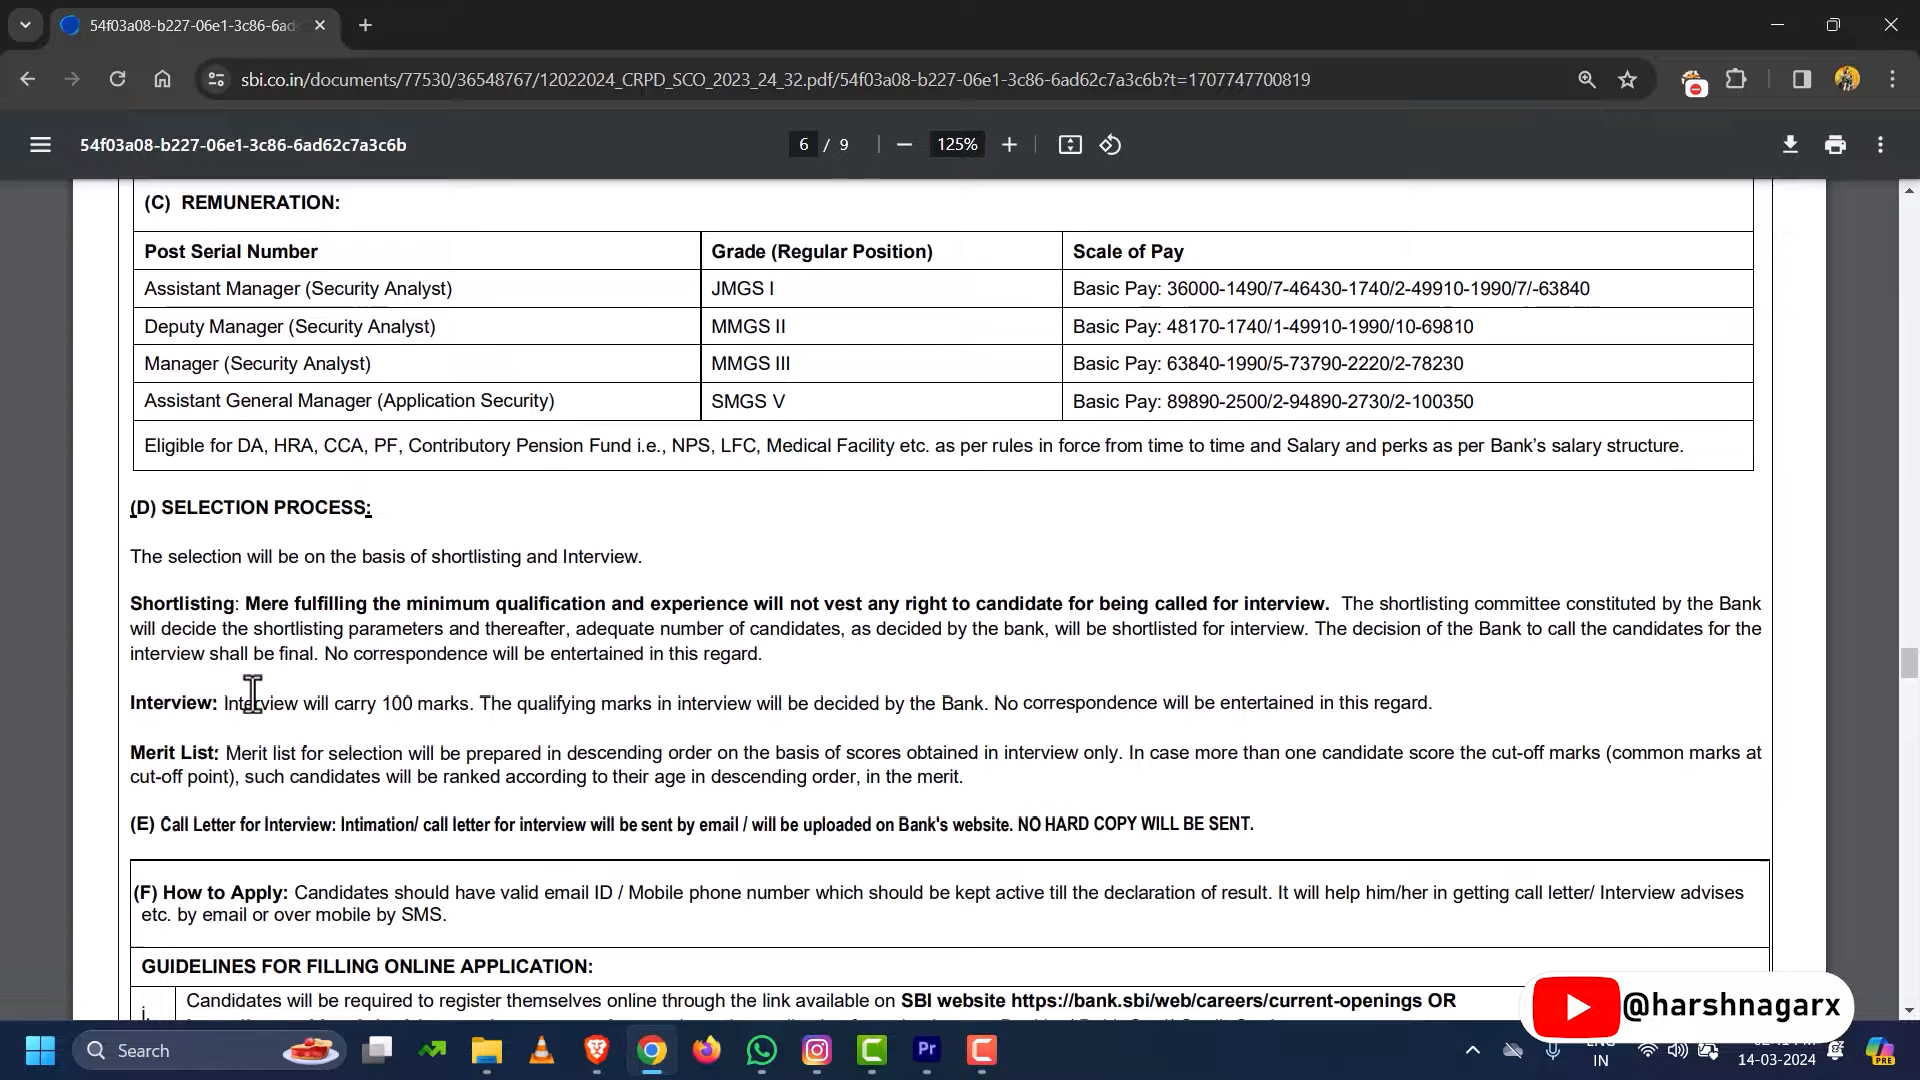 54f03a08-b227-06e1-3c86-6ad
sbi.co.in/documents/77530/36548767/12022024_CRPD_SCO_2023_24_32.pdf/54f03a08-b227-06e1-3c86-6ad62c7a3c6b?t=1707747700819
54f03a08-b227-06e1-3c86-6ad62c7a3c6b 6 / 9 125%
(C) REMUNERATION:
Post Serial Number Grade (Regular Position) Scale of Pay
Assistant Manager (Security Analyst) JMGS I Basic Pay: 36000-1490/7-46430-1740/2-49910-1990/7/-63840
Deputy Manager (Security Analyst) MMGS II Basic Pay: 48170-1740/1-49910-1990/10-69810
Manager (Security Analyst) MMGS III Basic Pay: 63840-1990/5-73790-2220/2-78230
Assistant General Manager (Application Security) SMGS V Basic Pay: 89890-2500/2-94890-2730/2-100350
Eligible for DA, HRA, CCA, PF, Contributory Pension Fund i.e., NPS, LFC, Medical Facility etc. as per rules in force from time to time and Salary and perks as per Bank’s salary structure.
(D) SELECTION PROCESS:
The selection will be on the basis of shortlisting and Interview.
Shortlisting: Mere fulfilling the minimum qualification and experience will not vest any right to candidate for being called for interview. The shortlisting committee constituted by the Bank
will decide the shortlisting parameters and thereafter, adequate number of candidates, as decided by the bank, will be shortlisted for interview. The decision of the Bank to call the candidates for the
interview shall be final. No correspondence will be entertained in this regard.
Interview: Interview will carry 100 marks. The qualifying marks in interview will be decided by the Bank. No correspondence will be entertained in this regard.
Merit List: Merit list for selection will be prepared in descending order on the basis of scores obtained in interview only. In case more than one candidate score the cut-off marks (common marks at
cut-off point), such candidates will be ranked according to their age in descending order, in the merit.
(E) Call Letter for Interview: Intimation/ call letter for interview will be sent by email / will be uploaded on Bank's website. NO HARD COPY WILL BE SENT.
(F) How to Apply: Candidates should have valid email ID / Mobile phone number which should be kept active till the declaration of result. It will help him/her in getting call letter/ Interview advises
etc. by email or over mobile by SMS.
GUIDELINES FOR FILLING ONLINE APPLICATION:
i. Candidates will be required to register themselves online through the link available on SBI website https://bank.sbi/web/careers/current-openings OR
@harshnagarx
Search
Pr
PRE
IN
14-03-2024